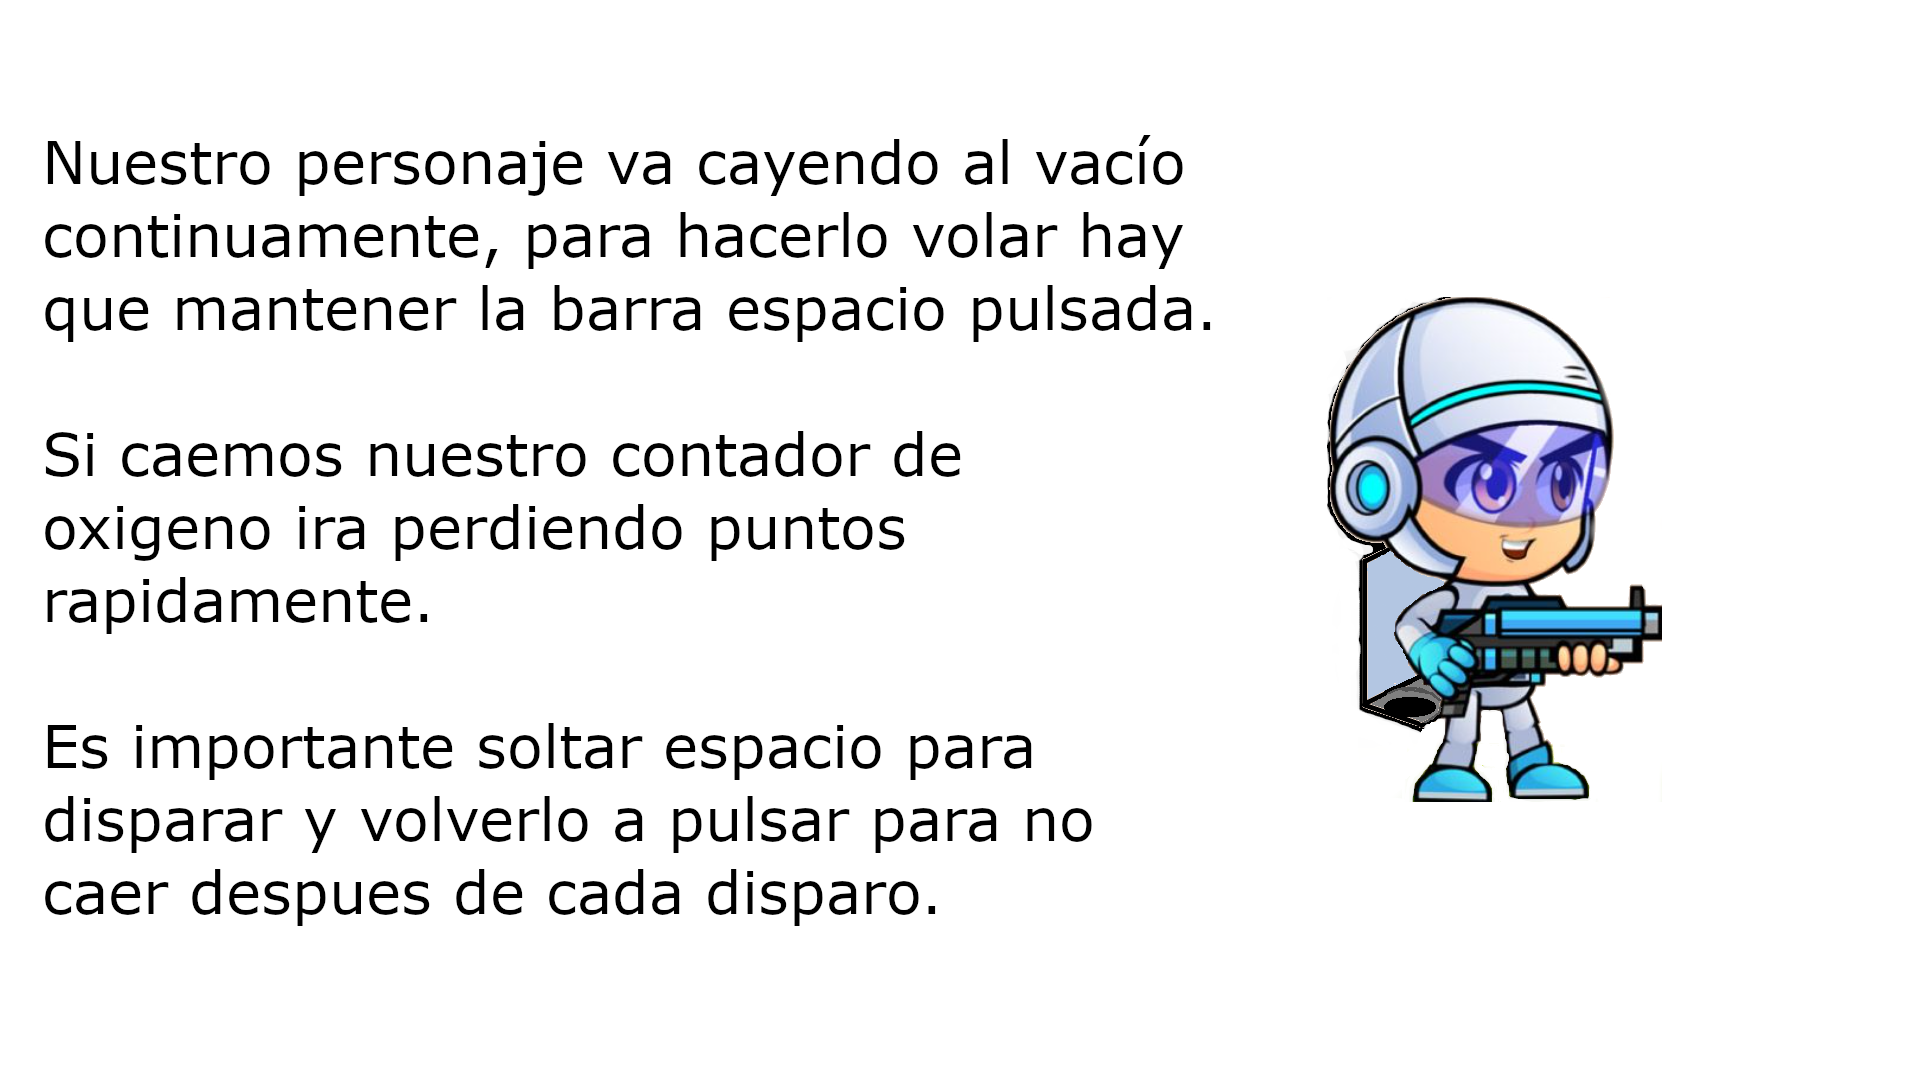 Nuestro personaje va cayendo al vacío
continuamente, para hacerlo volar hay
que mantener la barra espacio pulsada.
Si caemos nuestro contador de
oxigeno ira perdiendo puntos
rapidamente.
Es importante soltar espacio para
disparar y volverlo a pulsar para no
caer despues de cada disparo.